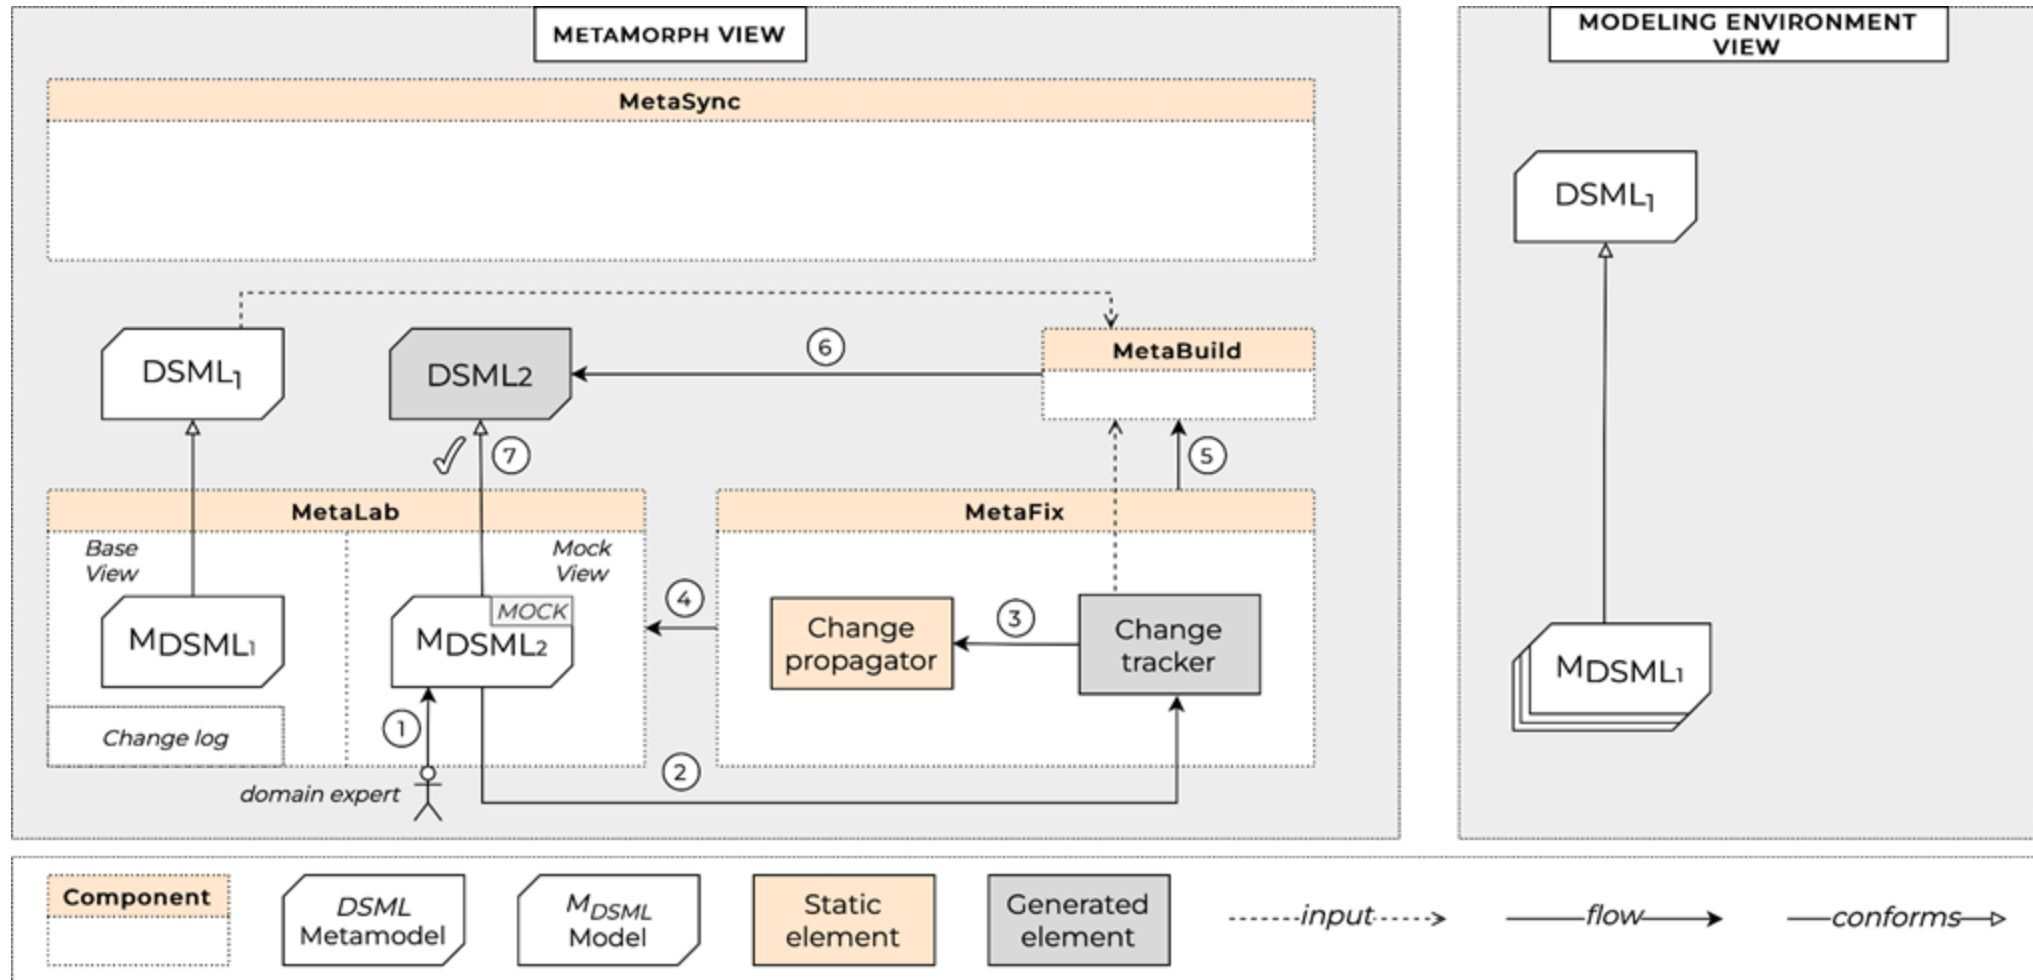 METAMORPH VIEW
MODELING ENVIRONMENT
VIEW
MetaSync
DSML1
DSML1
DSML2
6
MetaBuild
7
5
MetaLab
MetaFix
Base
View
Mock
View
MDSML1
MOCK
MDSML2
4
Change
propagator
3
Change
tracker
MDSML1
Change log
1
2
domain expert
Component
DSML
Metamodel
MDSML
Model
Static
element
Generated
element
input
flow
conforms